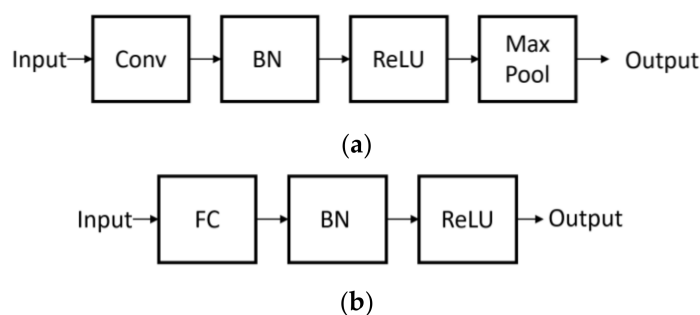 Input Conv BN ReLU Max Pool Output
(a)
Input FC BN ReLU Output
(b)